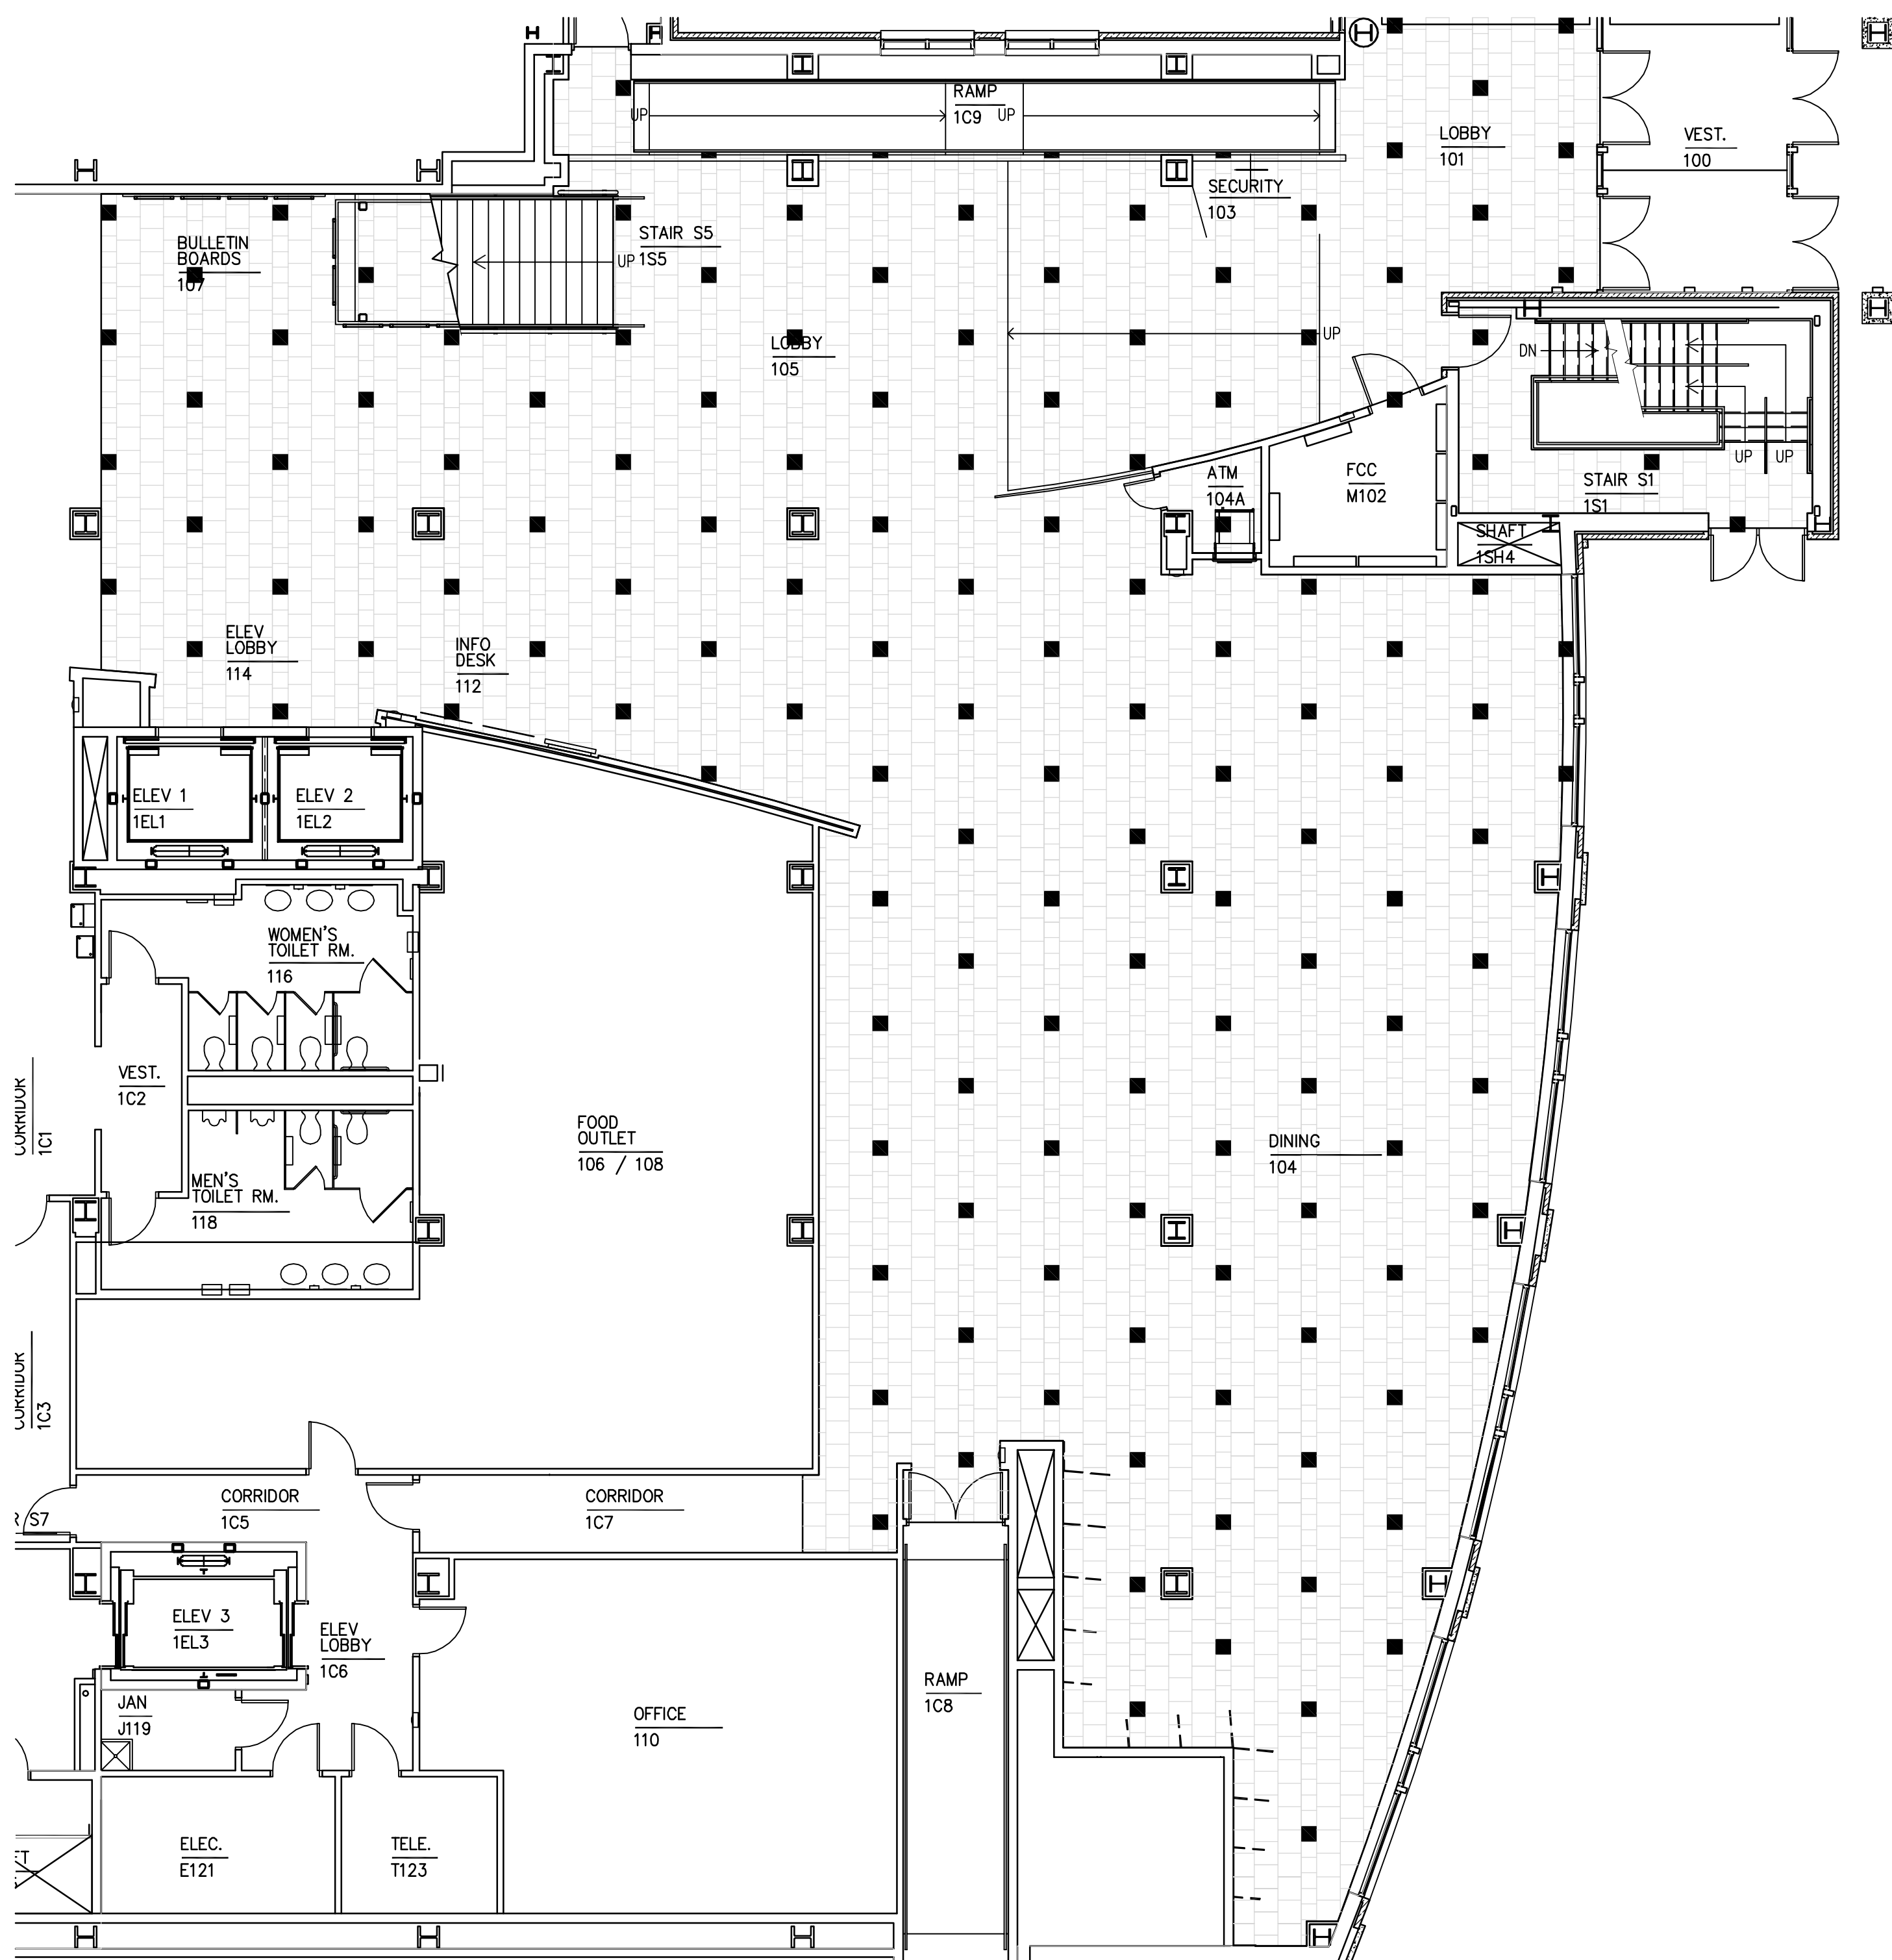 RAMP
1C9
UP
UP
LOBBY
101
VEST.
100
SECURITY
103
BULLETIN
BOARDS
107
STAIR S5
1S5
UP
LOBBY
105
UP
DN
UP
UP
STAIR S1
1S1
ATM
104A
FCC
M102
SHAFT
1SH4
ELEV
LOBBY
114
INFO
DESK
112
ELEV 1
1EL1
ELEV 2
1EL2
WOMEN'S
TOILET RM.
116
VEST.
1C2
CORRIDOR
1C1
MEN'S
TOILET RM.
118
FOOD
OUTLET
106 / 108
DINING
104
CORRIDOR
1C3
CORRIDOR
1C5
CORRIDOR
1C7
S7
ELEV 3
1EL3
ELEV
LOBBY
1C6
JAN
J119
OFFICE
110
RAMP
1C8
ELEC.
E121
TELE.
T123